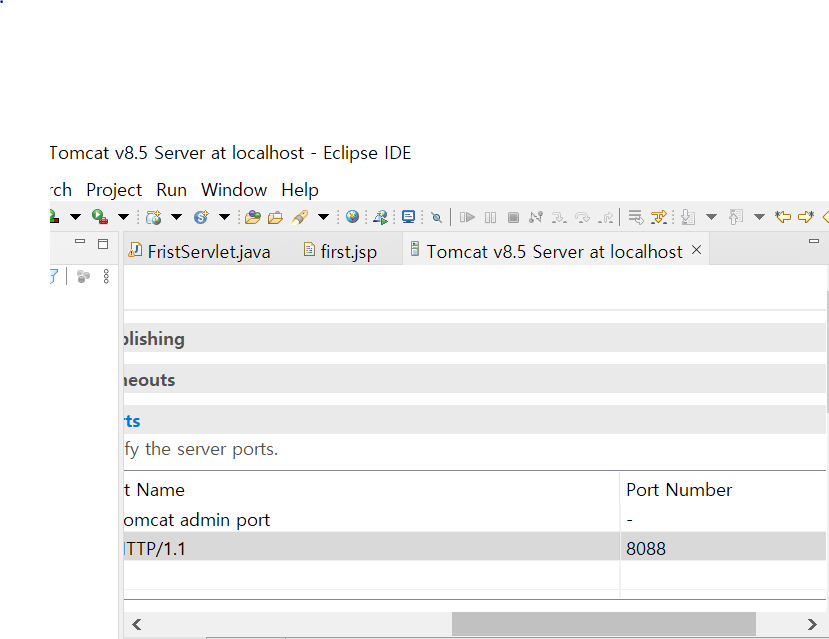 Tomcat v8.5 Server at localhost - Eclipse IDE
rch Project Run Window Help
FristServlet.java first.jsp Tomcat v8.5 Server at localhost
blishing
neouts
rts
fy the server ports.
t Name Port Number
omcat admin port -
HTTP/1.1 8088